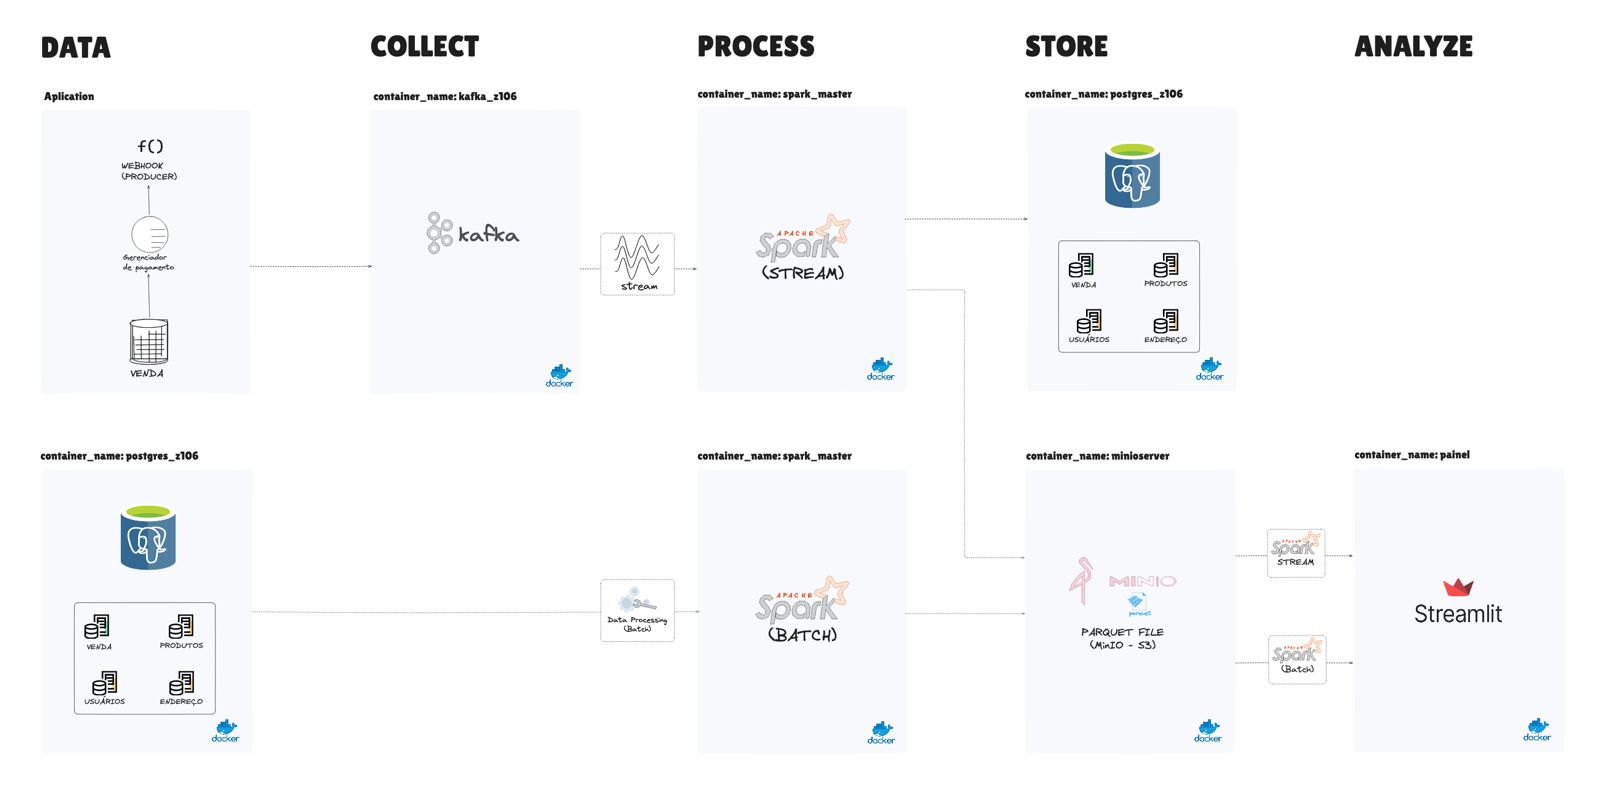 DATA
COLLECT
PROCESS
STORE
ANALYZE
Aplication
container_name: kafka_z106
container_name: spark_master
container_name: postgres_z106
f()
WEBHOOK
(PRODUCER)
Gerenciador
de pagamento
VENDA
kafka
docker
stream
APACHE
Spark
(STREAM)
docker
VENDA
PRODUTOS
USUÁRIOS
ENDEREÇO
docker
container_name: postgres_z106
container_name: spark_master
container_name: minioserver
container_name: painel
VENDA
PRODUTOS
USUÁRIOS
ENDEREÇO
docker
Data Processing
(Batch)
APACHE
Spark
(BATCH)
docker
MINIO
parquet
PARQUET FILE
(MinIO - S3)
docker
APACHE
Spark
STREAM
APACHE
Spark
(Batch)
Streamlit
docker